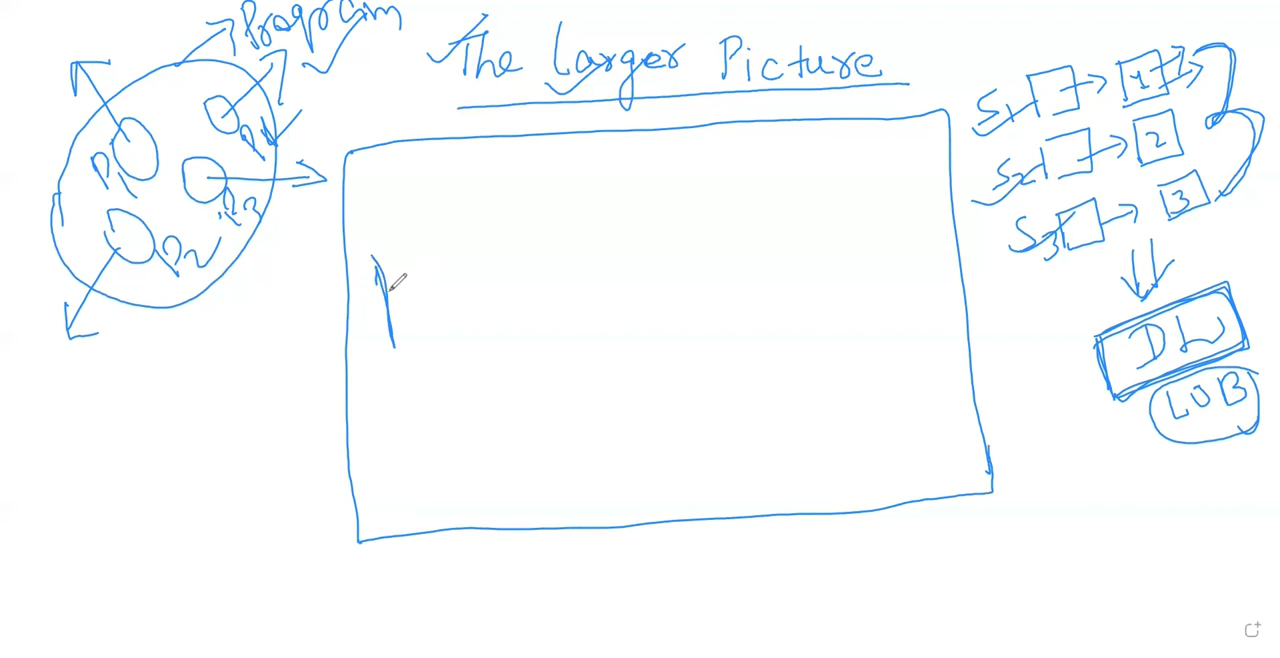 Program
The Larger Picture
P1
P4
P3
P2
S1 1
S2 2
S3 3
DW
LOB